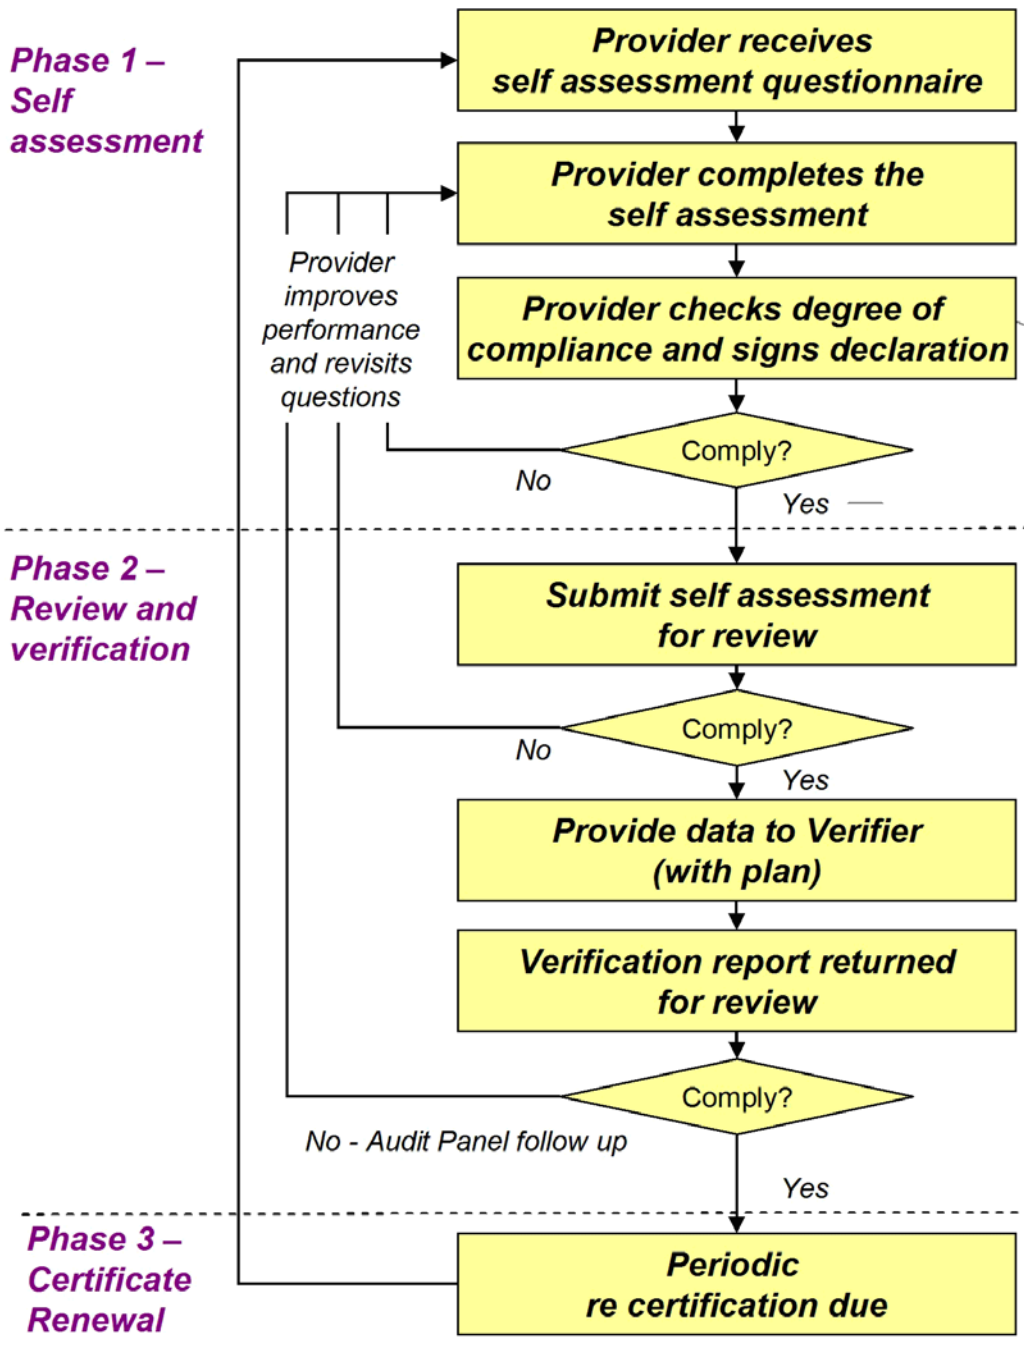 Phase 1 –
Self
assessment
Provider receives
self assessment questionnaire
Provider completes the
self assessment
Provider
improves
performance
and revisits
questions
Provider checks degree of
compliance and signs declaration
Comply?
No
Yes
Phase 2 –
Review and
verification
Submit self assessment
for review
Comply?
No
Yes
Provide data to Verifier
(with plan)
Verification report returned
for review
Comply?
No - Audit Panel follow up
Yes
Phase 3 –
Certificate
Renewal
Periodic
re certification due